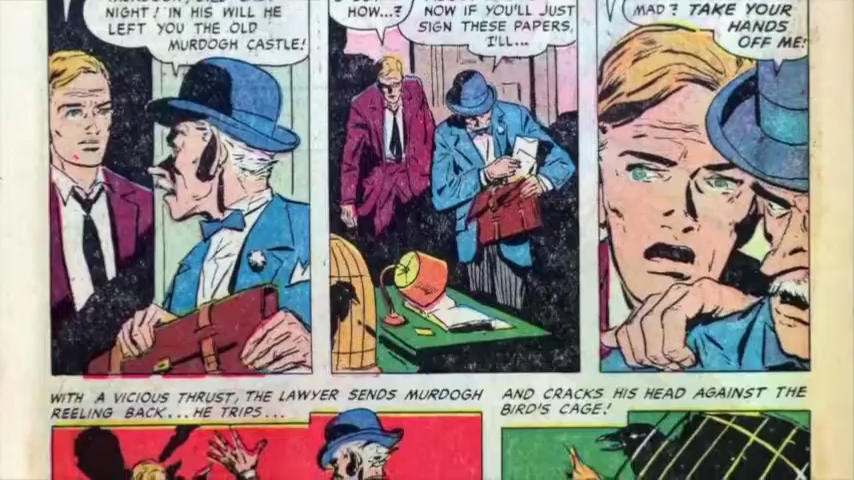 NIGHT! IN HIS WILL HE
LEFT YOU THE OLD
MURDOGH CASTLE!
HOW...?
NOW IF YOU'LL JUST
SIGN THESE PAPERS,
I'LL...
MAD? TAKE YOUR
HANDS
OFF ME!
WITH A VICIOUS THRUST, THE LAWYER SENDS MURDOGH
REELING BACK... HE TRIPS...
AND CRACKS HIS HEAD AGAINST THE
BIRD'S CAGE!